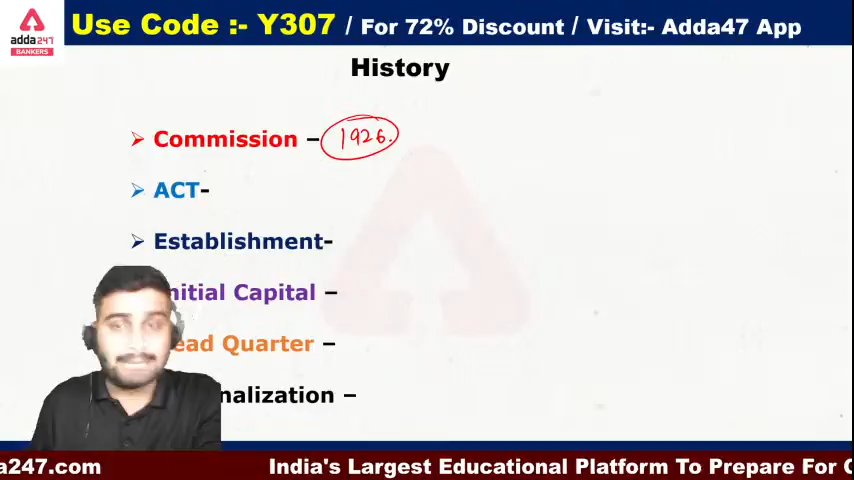 Use Code :- Y307 / For 72% Discount / Visit:- Adda47 App
adda247
BANKERS
History
Commission – 1926.
ACT-
Establishment-
nitial Capital –
ead Quarter –
nalization –
a247.com India's Largest Educational Platform To Prepare For